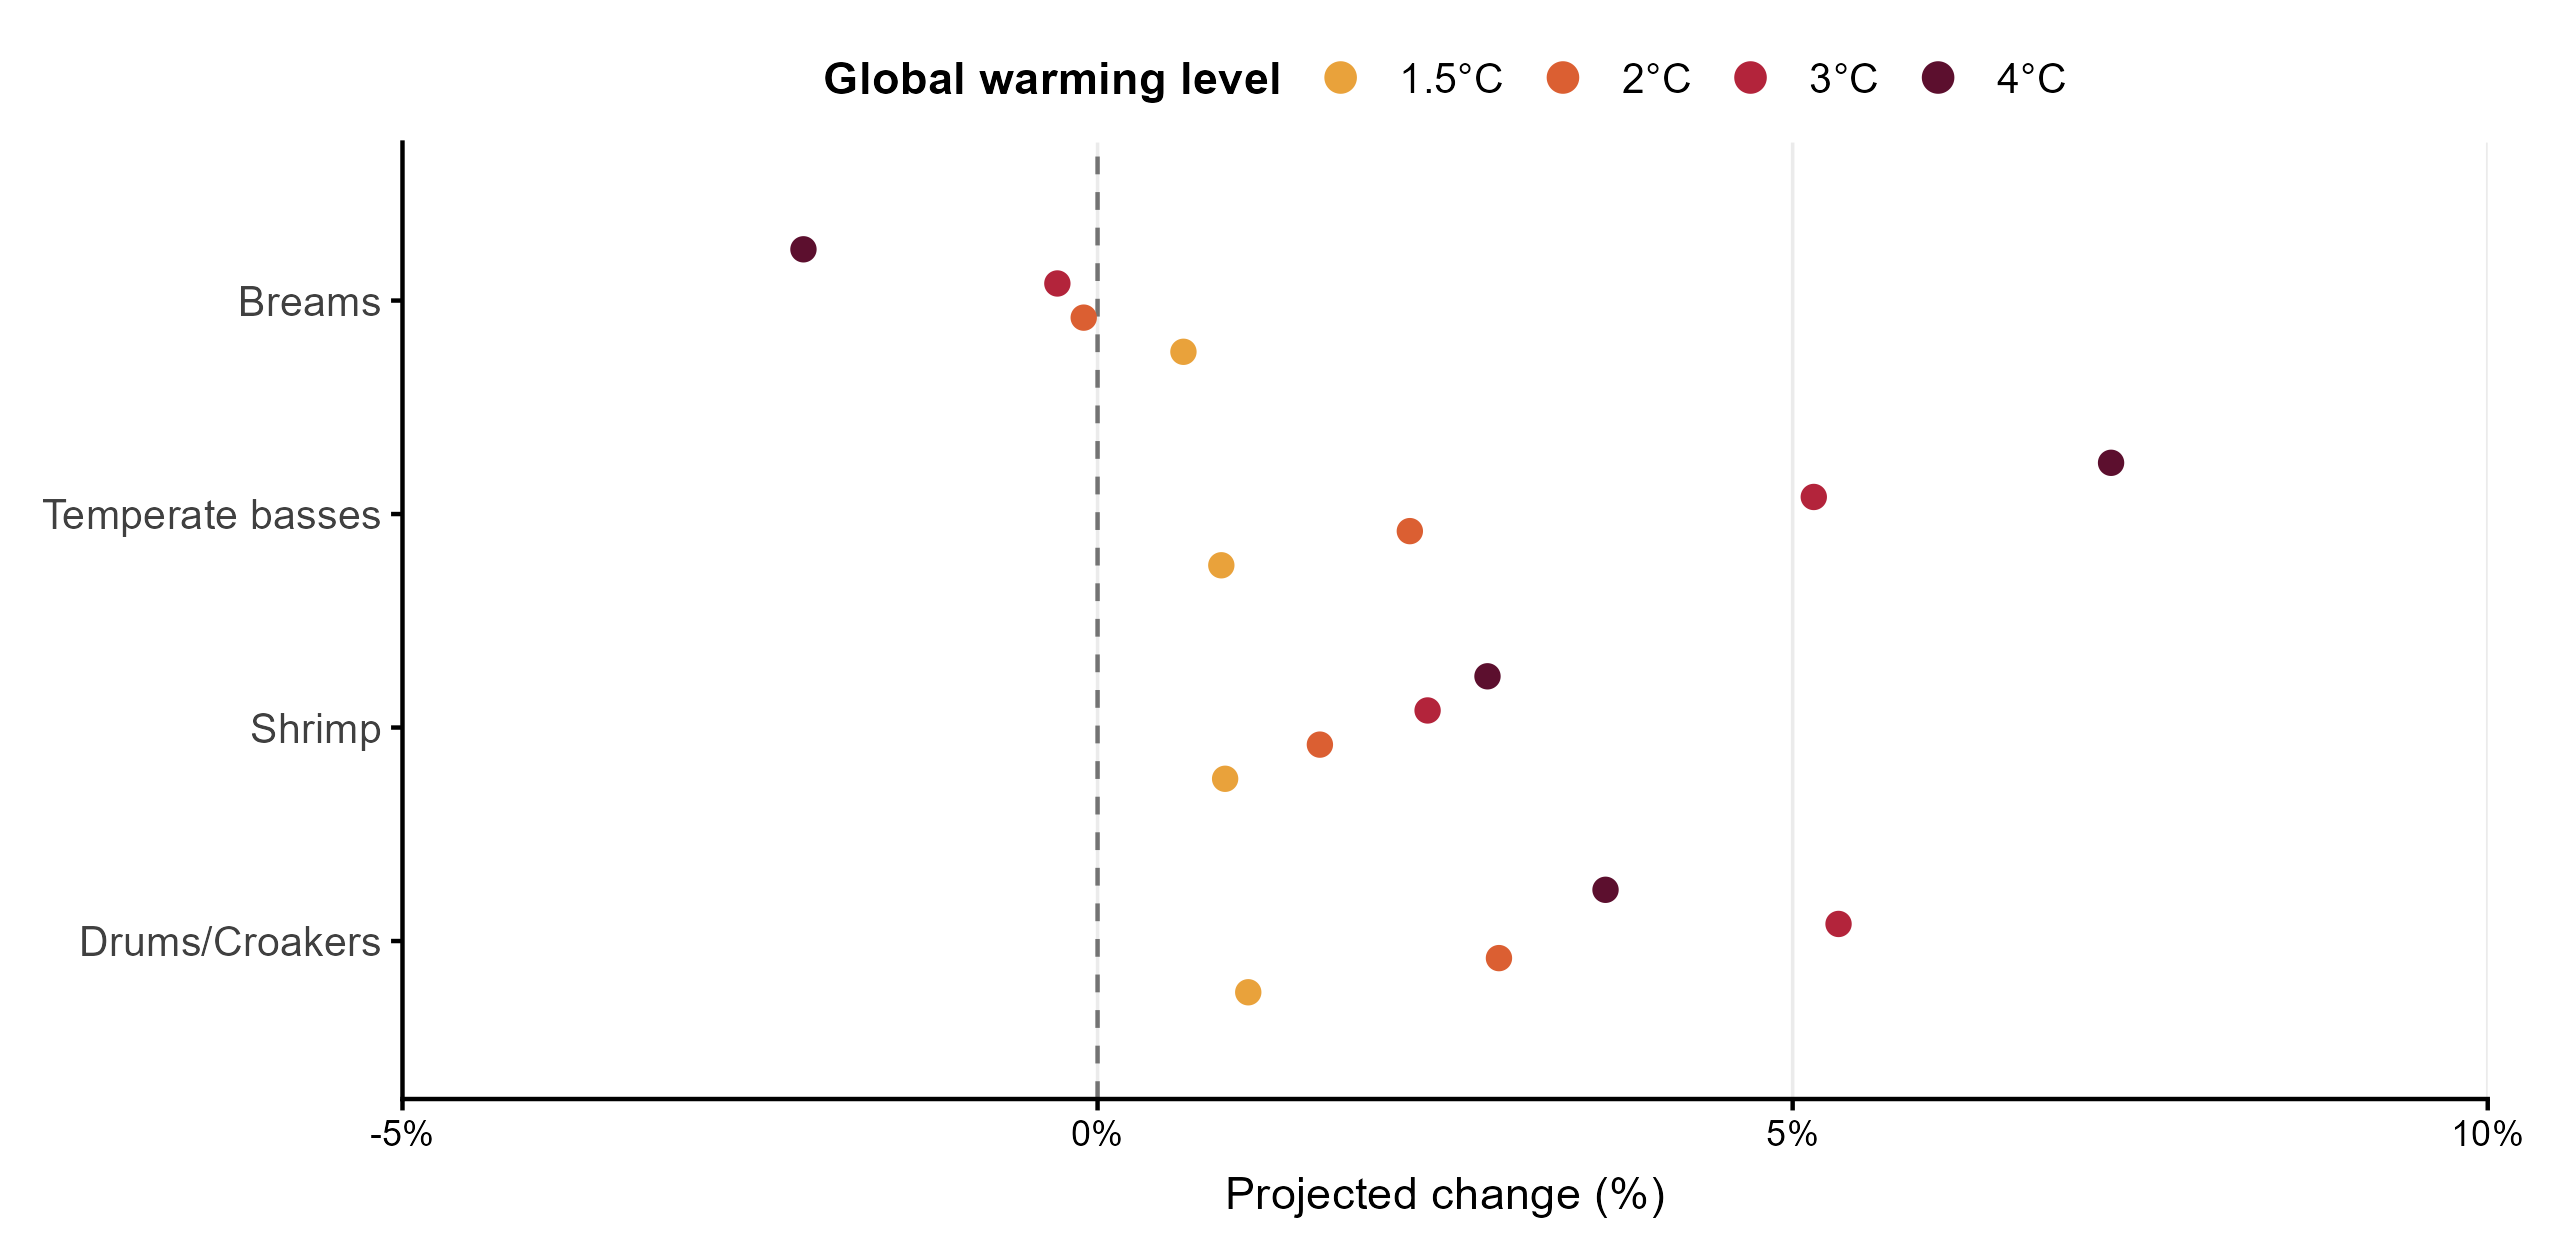 Global warming level 1.5°C 2°C 3°C 4°C
Breams
Temperate basses
Shrimp
Drums/Croakers
-5% 0% 5% 10%
Projected change (%)